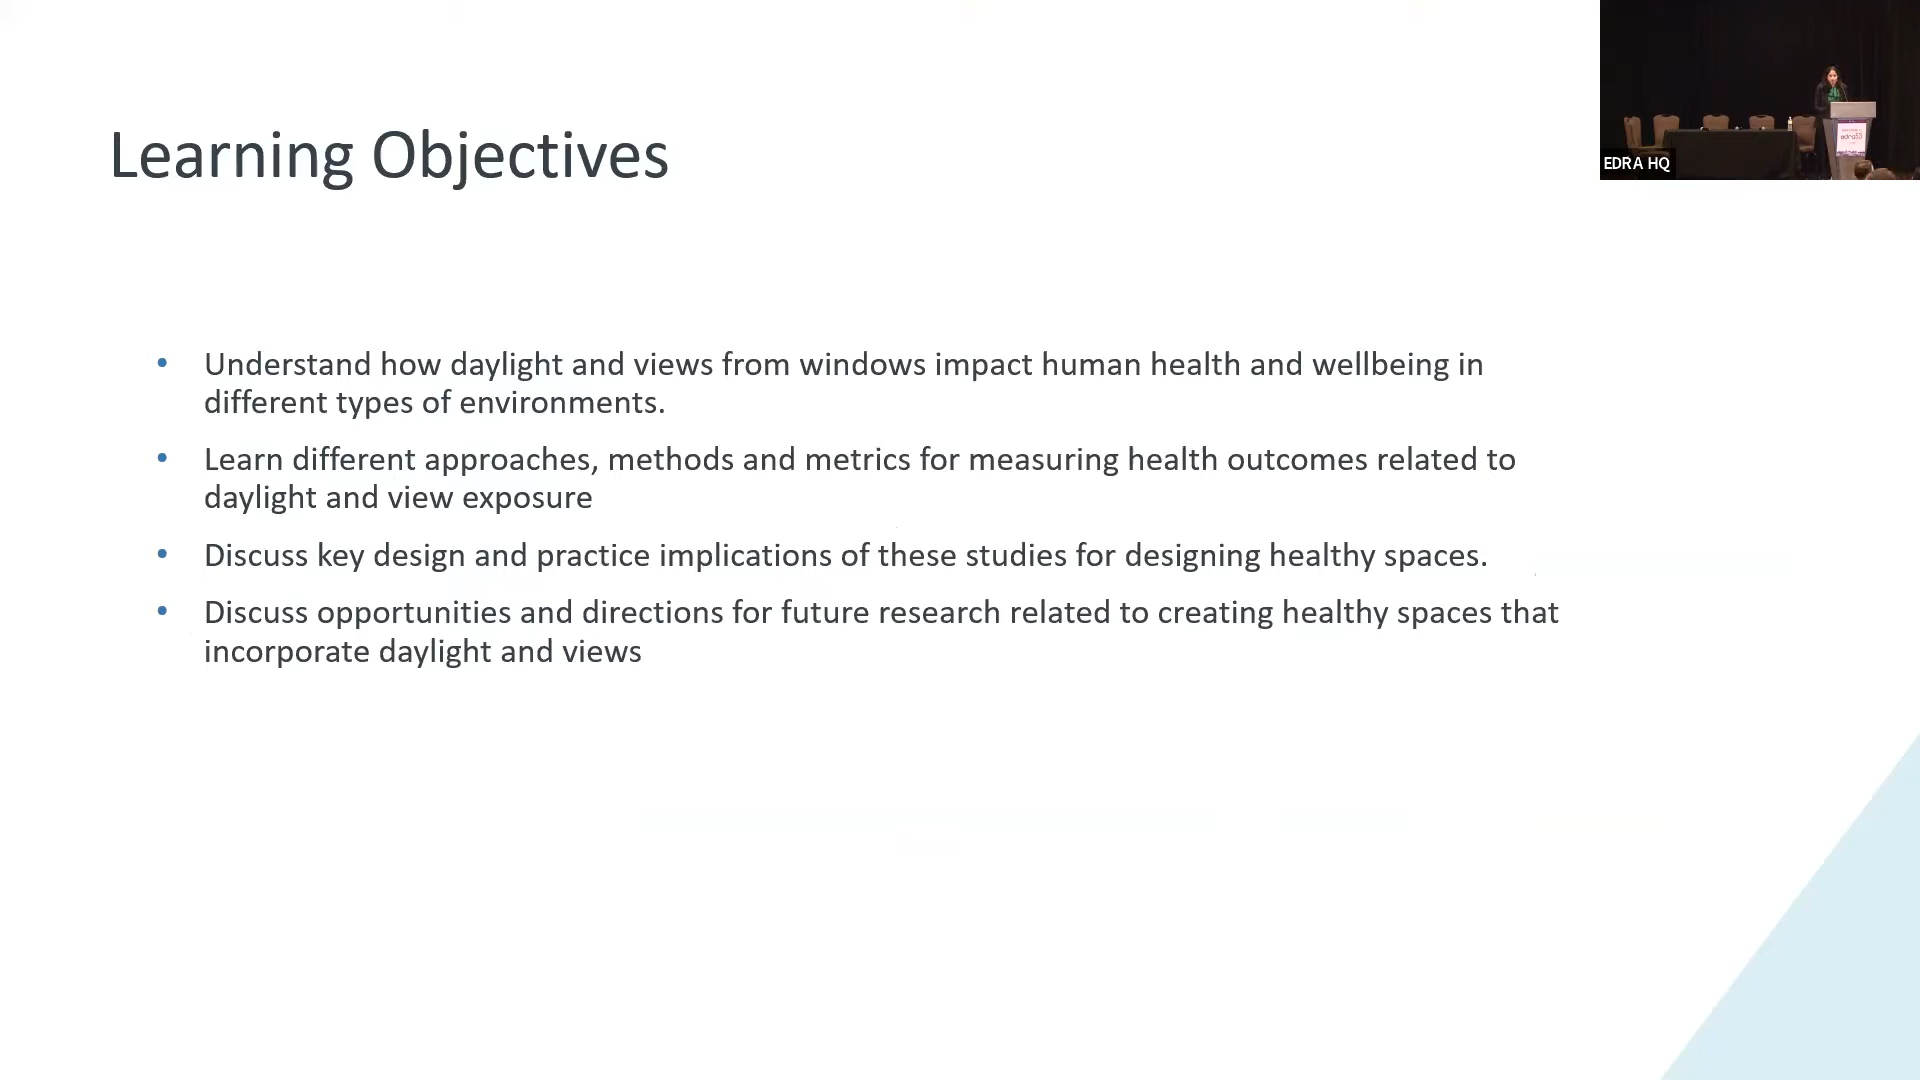 Learning Objectives
EDRA HQ
edra53
• Understand how daylight and views from windows impact human health and wellbeing in
different types of environments.
• Learn different approaches, methods and metrics for measuring health outcomes related to
daylight and view exposure
• Discuss key design and practice implications of these studies for designing healthy spaces.
• Discuss opportunities and directions for future research related to creating healthy spaces that
incorporate daylight and views